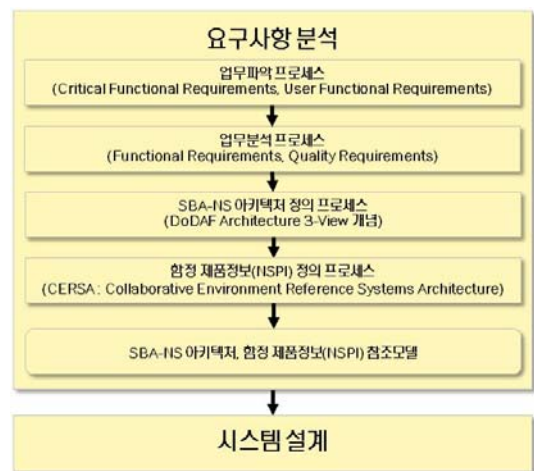 요구사항 분석
업무파악 프로세스
(Critical Functional Requirements, User Functional Requirements)
업무분석 프로세스
(Functional Requirements, Quality Requirements)
SBA-NS 아키텍처 정의 프로세스
(DoDAF Architecture 3-View 개념)
함정 제품정보(NSPI) 정의 프로세스
(CERSA : Collaborative Environment Reference Systems Architecture)
SBA-NS 아키텍처, 함정 제품정보(NSPI) 참조모델
시스템 설계